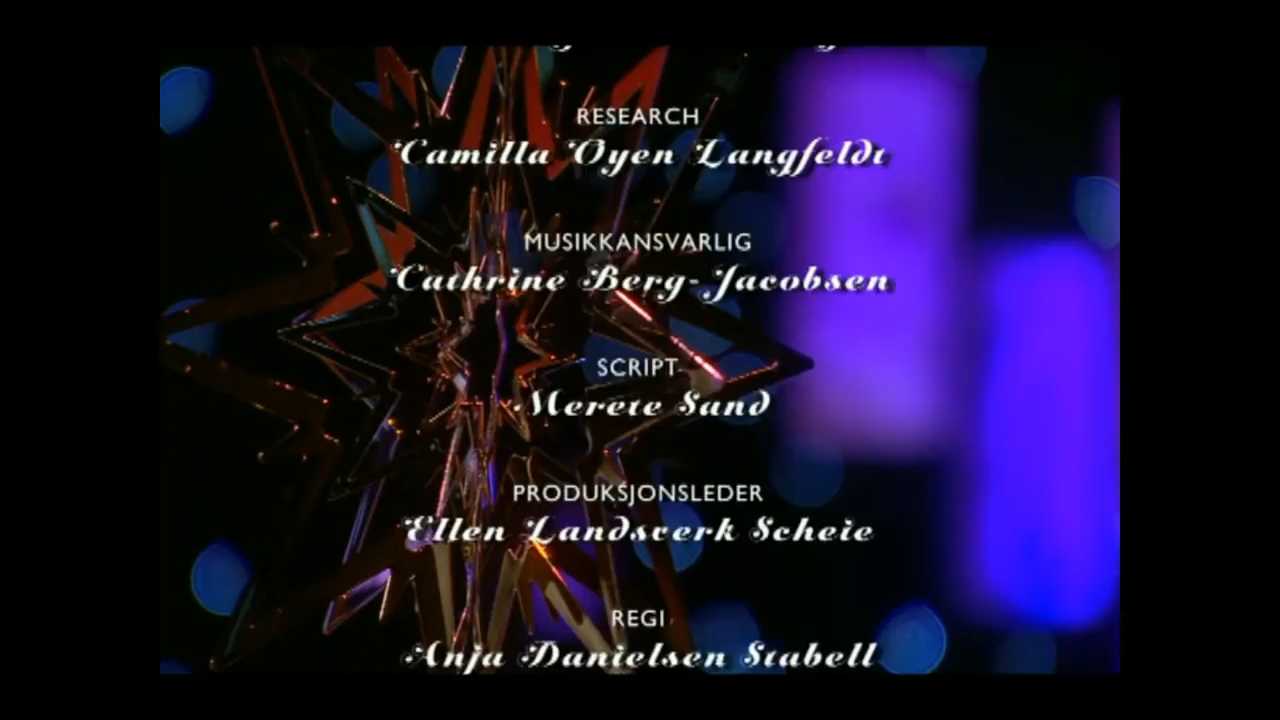 RESEARCH
Camilla Øyen Langfeldt
MUSIKKANSVARLIG
Cathrine Berg-Jacobsen
SCRIPT
Merete Sand
PRODUKSJONSLEDER
Ellen Landsverk Scheie
REGI
Anja Danielsen Stabell